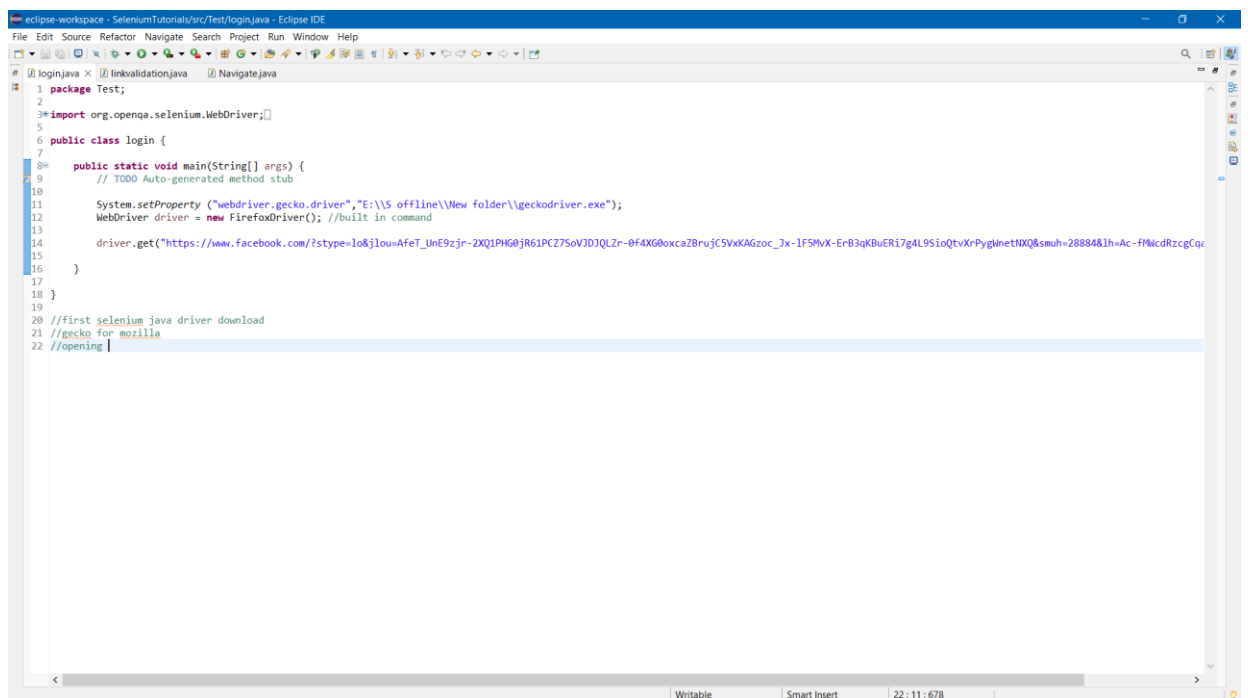 eclipse-workspace - SeleniumTutorials/src/Test/login.java - Eclipse IDE
File Edit Source Refactor Navigate Search Project Run Window Help
login.java linkvalidation.java Navigate.java
1 package Test;
2
3 import org.openqa.selenium.WebDriver;
5
6 public class login {
7
8 public static void main(String[] args) {
9 // TODO Auto-generated method stub
10
11 System.setProperty ("webdriver.gecko.driver","E:\\S offline\\New folder\\geckodriver.exe");
12 WebDriver driver = new FirefoxDriver(); //built in command
13
14 driver.get("https://www.facebook.com/?stype=lo&jlou=AfeT_UnE9zjr-2XQ1PHG0jR61PCZ7SoVJDJQLZr-0f4XG0oxcaZBrujC5VxKAGzoc_Jx-lF5MvX-ErB3qKBuERi7g4L9SioQtvXrPygWnetNXQ&smuh=28884&lh=Ac-fMWcdRzcgCqa
15
16 }
17
18 }
19
20 //first selenium java driver download
21 //gecko for mozilla
22 //opening
Writable Smart Insert 22 : 11 : 678